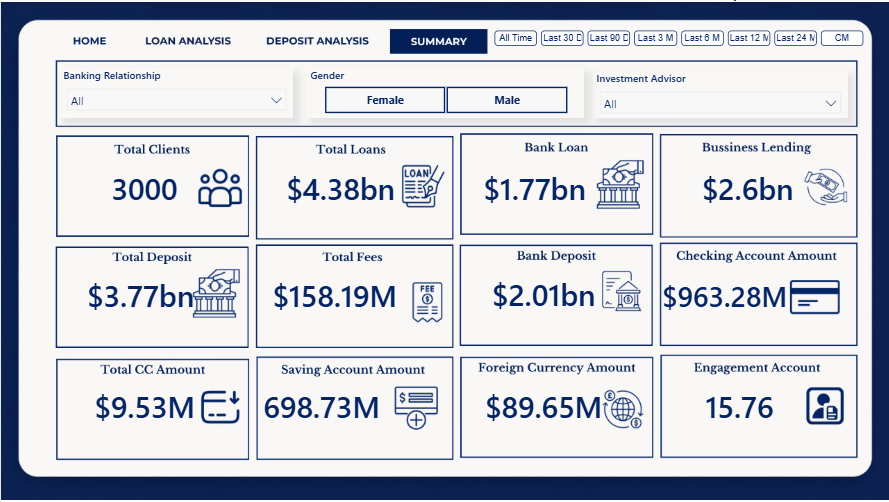 HOME LOAN ANALYSIS DEPOSIT ANALYSIS SUMMARY All Time Last 30 D Last 90 D Last 3 M Last 6 M Last 12 M Last 24 M CM
Banking Relationship Gender Investment Advisor
All Female Male All
Total Clients Total Loans Bank Loan Bussiness Lending
3000 $4.38bn LOAN $1.77bn $2.6bn
Total Deposit Total Fees Bank Deposit Checking Account Amount
$3.77bn $158.19M FEE $ $2.01bn $ $963.28M
Total CC Amount Saving Account Amount Foreign Currency Amount Engagement Account
$9.53M 698.73M $ $89.65M £ $ 15.76